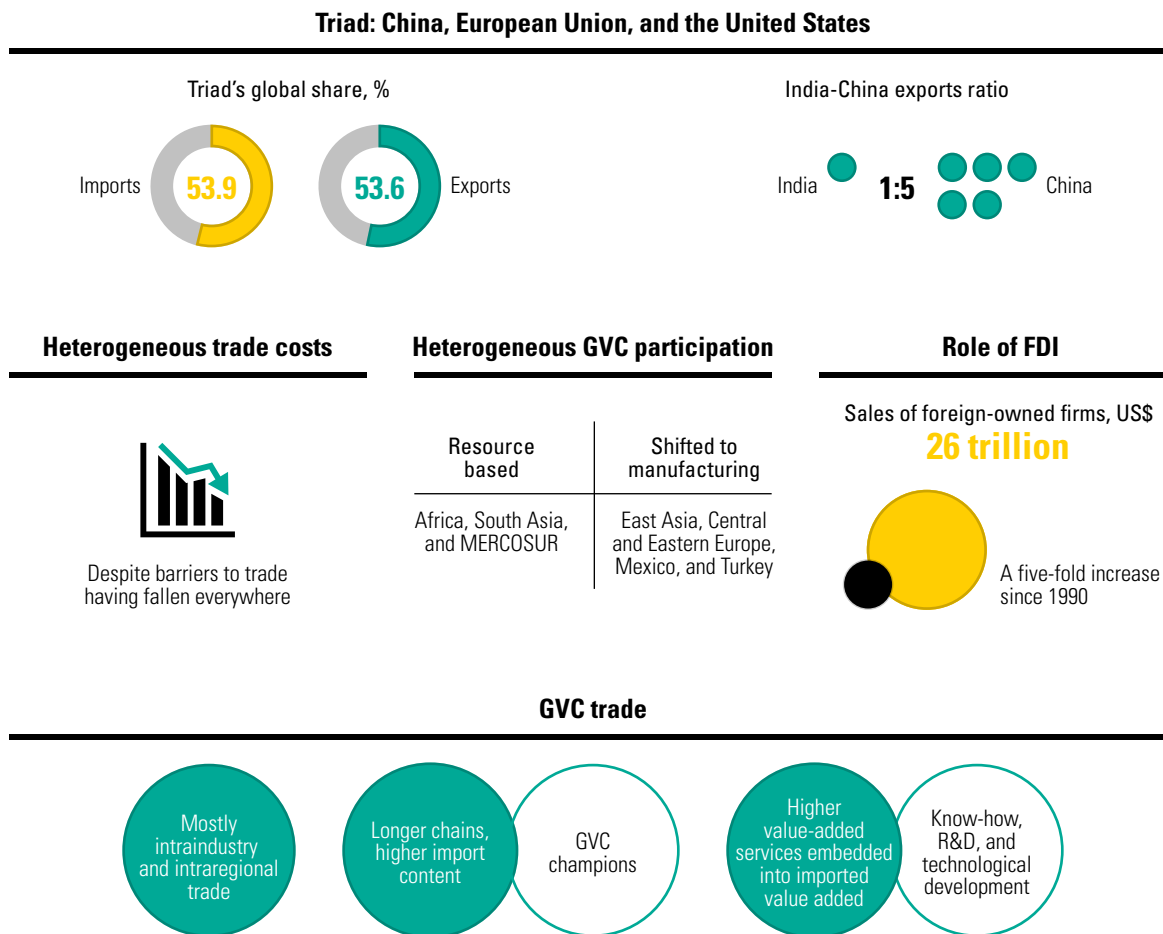 Triad: China, European Union, and the United States
Triad's global share, %
Imports
53.9
53.6
Exports
India-China exports ratio
India
1:5
China
Heterogeneous trade costs
Despite barriers to trade
having fallen everywhere
Heterogeneous GVC participation
Resource
based
Shifted to
manufacturing
Africa, South Asia,
and MERCOSUR
East Asia, Central
and Eastern Europe,
Mexico, and Turkey
Role of FDI
Sales of foreign-owned firms, US$
26 trillion
A five-fold increase
since 1990
GVC trade
Mostly
intraindustry
and intraregional
trade
Longer chains,
higher import
content
GVC
champions
Higher
value-added
services embedded
into imported
value added
Know-how,
R&D, and
technological
development